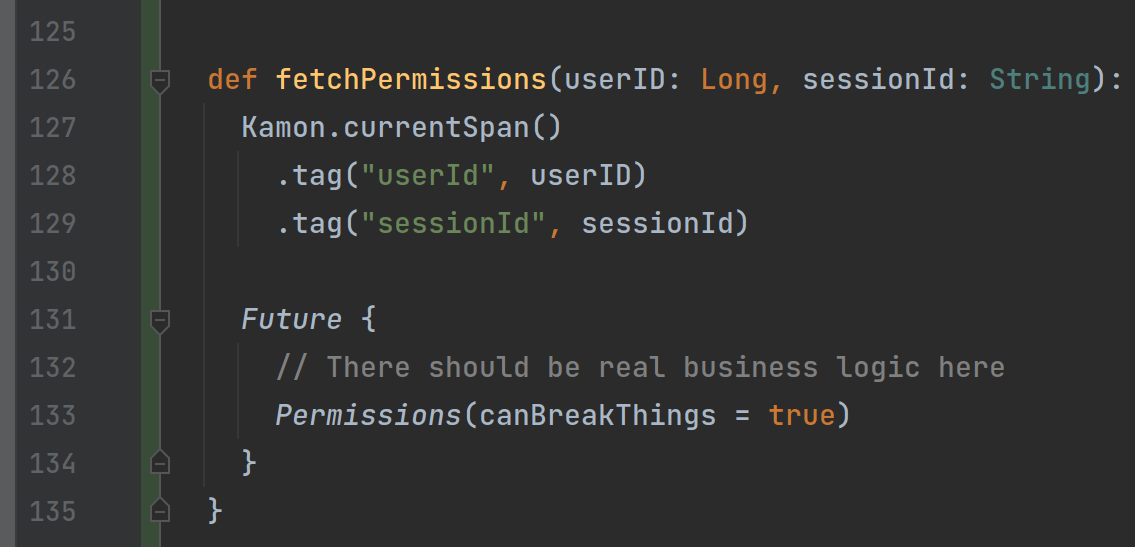 125
126 def fetchPermissions(userID: Long, sessionId: String):
127 Kamon.currentSpan()
128 .tag("userId", userID)
129 .tag("sessionId", sessionId)
130
131 Future {
132 // There should be real business logic here
133 Permissions(canBreakThings = true)
134 }
135 }